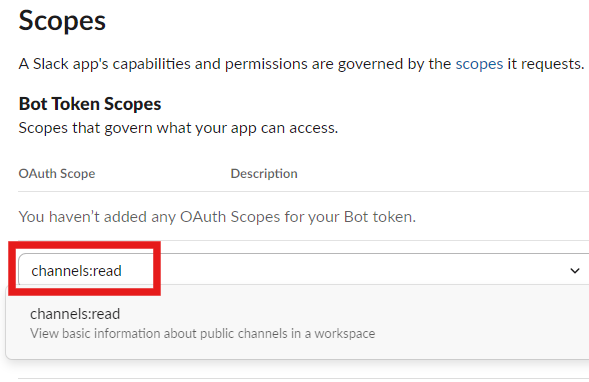 Scopes
A Slack app's capabilities and permissions are governed by the scopes it requests.
Bot Token Scopes
Scopes that govern what your app can access.
OAuth Scope Description
You haven’t added any OAuth Scopes for your Bot token.
channels:read
channels:read
View basic information about public channels in a workspace